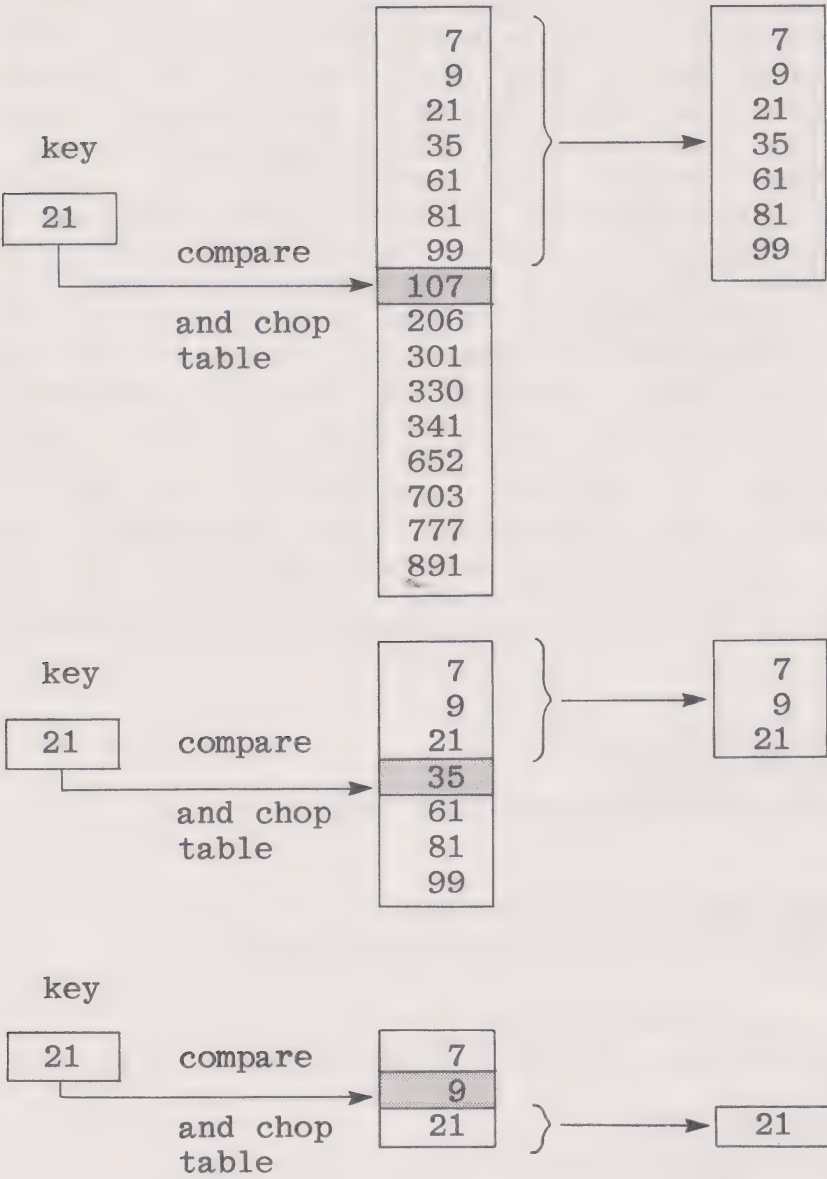 7 7
9 9
21 21
key 35 35
61 61
21 81 81
compare 99 99
107
and chop 206
table 301
330
341
652
703
777
891
key 7 7
9 9
21 compare 21 21
35
and chop 61
table 81
99
key
21 compare 7
9
and chop 21 21
table